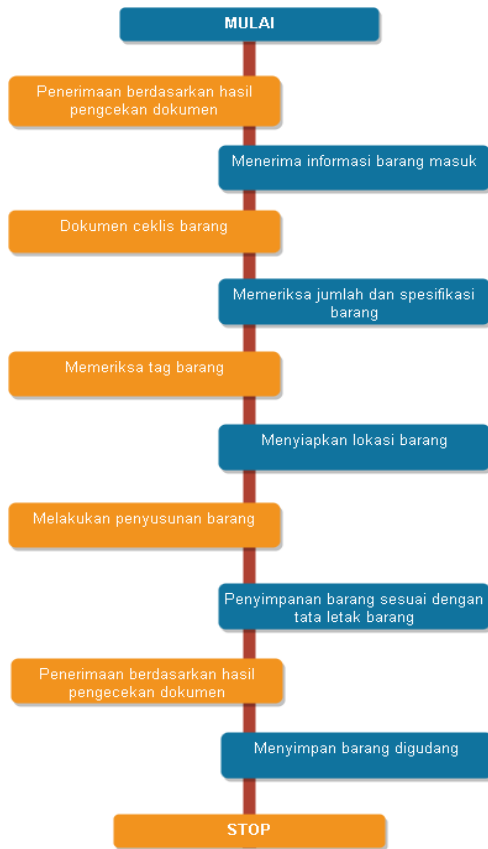 MULAI
Penerimaan berdasarkan hasil
pengcekan dokumen
Menerima informasi barang masuk
Dokumen ceklis barang
Memeriksa jumlah dan spesifikasi
barang
Memeriksa tag barang
Menyiapkan lokasi barang
Melakukan penyusunan barang
Penyimpanan barang sesuai dengan
tata letak barang
Penerimaan berdasarkan hasil
pengecekan dokumen
Menyimpan barang digudang
STOP